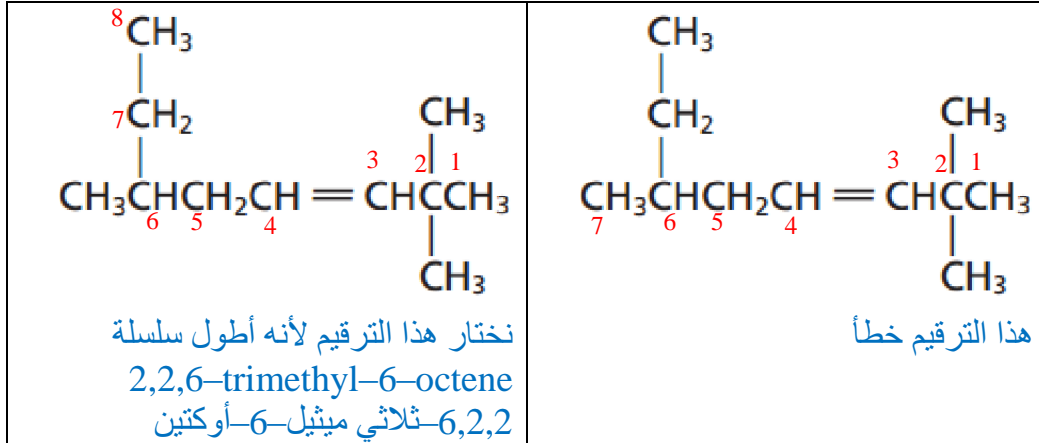 8CH₃
7CH₂
CH₃
3 2 1
CH₃CHCH₂CH = CHCCH₃
6 5 4
CH₃
نختار هذا الترقيم لأنه أطول سلسلة
2,2,6–trimethyl–6–octene
6,2,2–ثلاثي ميثيل–6–أوكتين
CH₃
CH₂
CH₃
3 2 1
CH₃CHCH₂CH = CHCCH₃
7 6 5 4
CH₃
هذا الترقيم خطأ